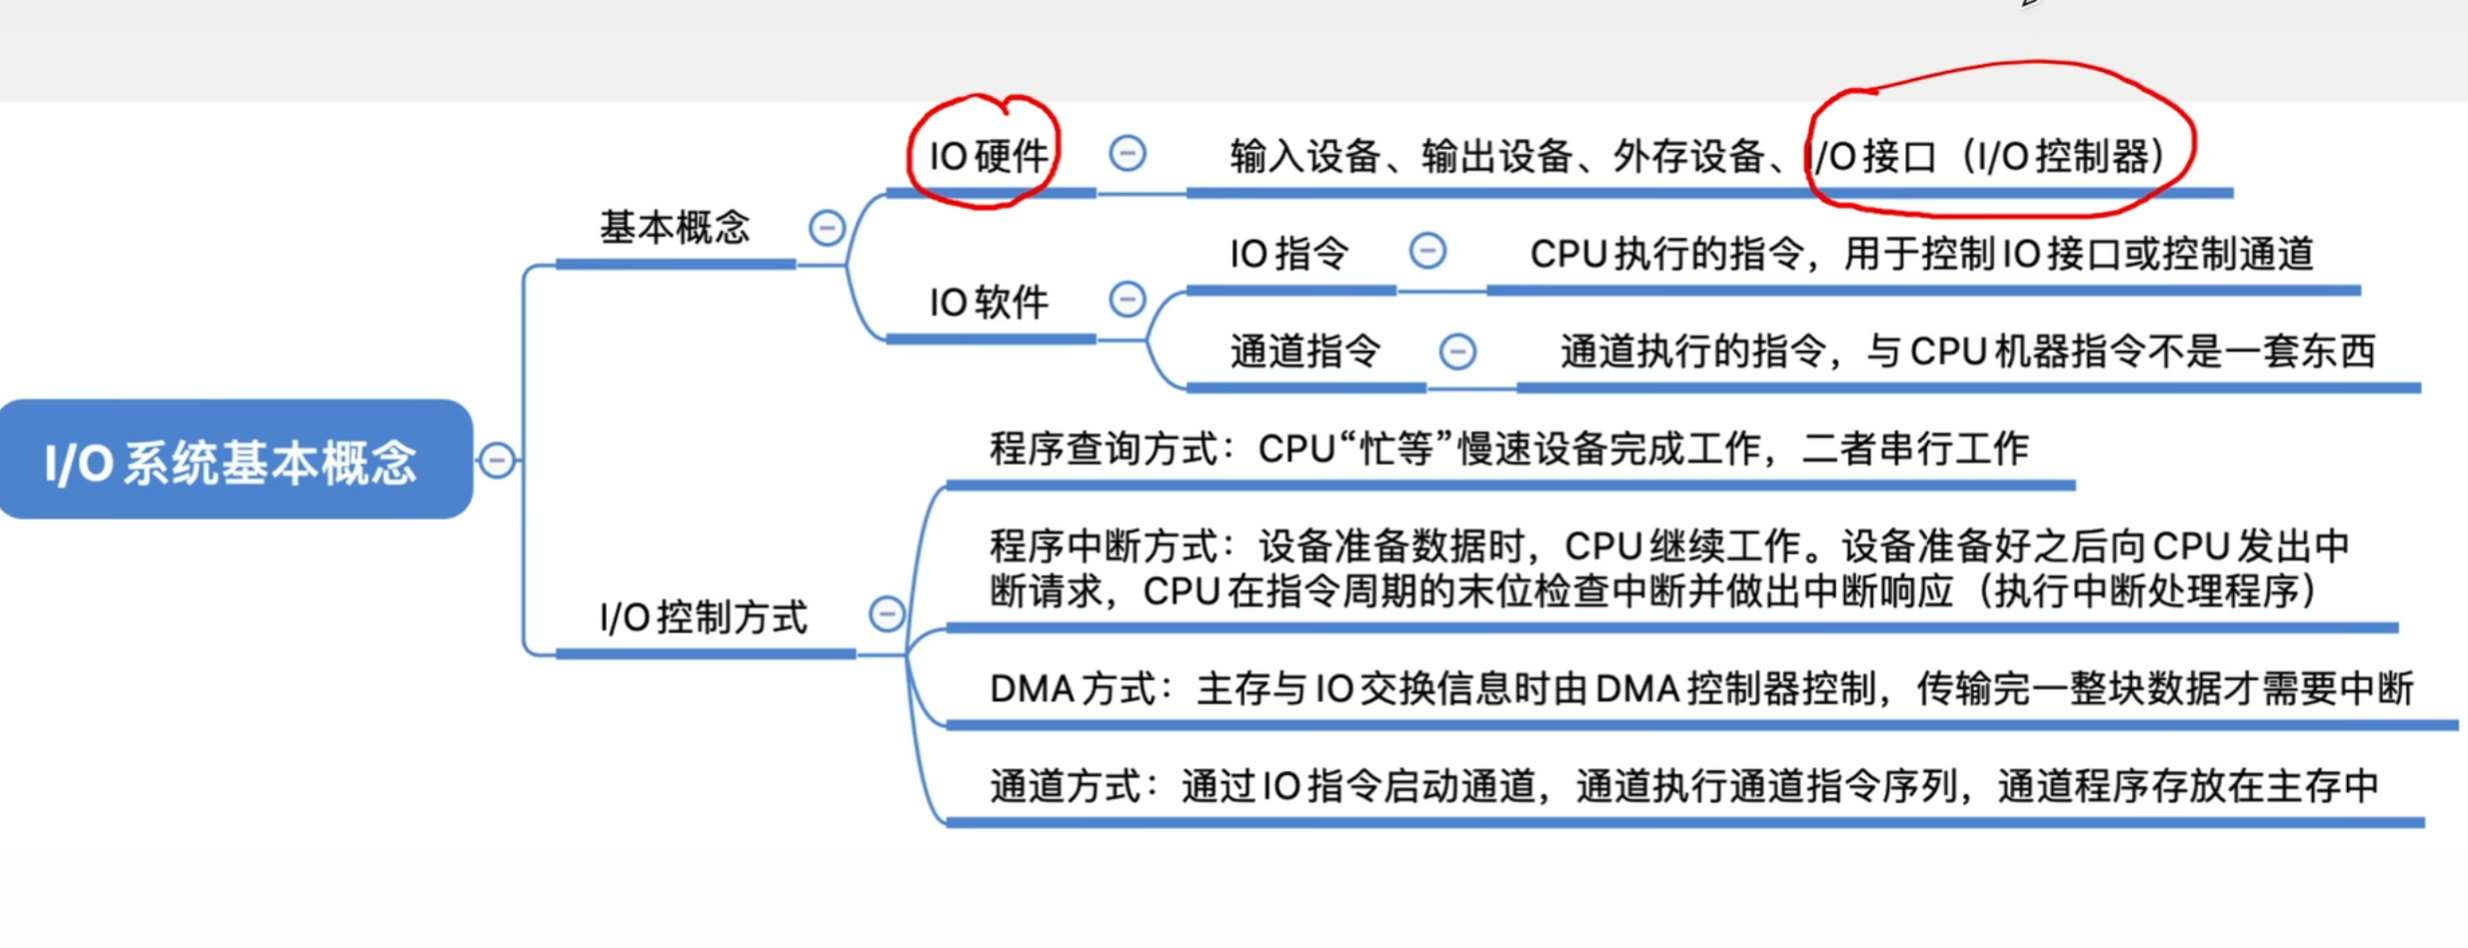 I/O系统基本概念
基本概念
IO硬件
输入设备、输出设备、外存设备、I/O接口（I/O控制器）
IO软件
IO指令
CPU执行的指令，用于控制IO接口或控制通道
通道指令
通道执行的指令，与CPU机器指令不是一套东西
I/O控制方式
程序查询方式：CPU“忙等”慢速设备完成工作，二者串行工作
程序中断方式：设备准备数据时，CPU继续工作。设备准备好之后向CPU发出中
断请求，CPU在指令周期的末位检查中断并做出中断响应（执行中断处理程序）
DMA方式：主存与IO交换信息时由DMA控制器控制，传输完一整块数据才需要中断
通道方式：通过IO指令启动通道，通道执行通道指令序列，通道程序存放在主存中